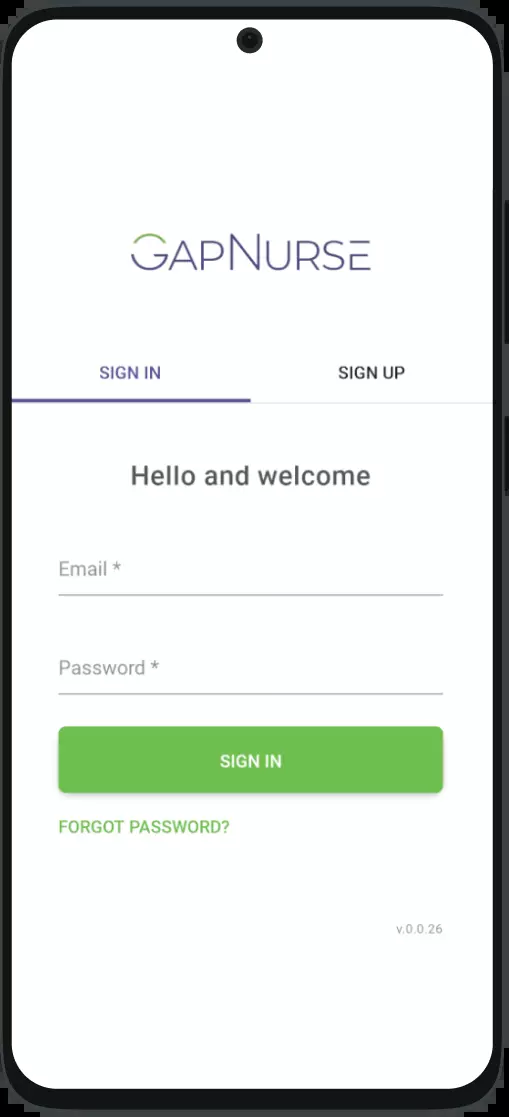 GAPNURSE
SIGN IN SIGN UP
Hello and welcome
Email *
Password *
SIGN IN
FORGOT PASSWORD?
v.0.0.26